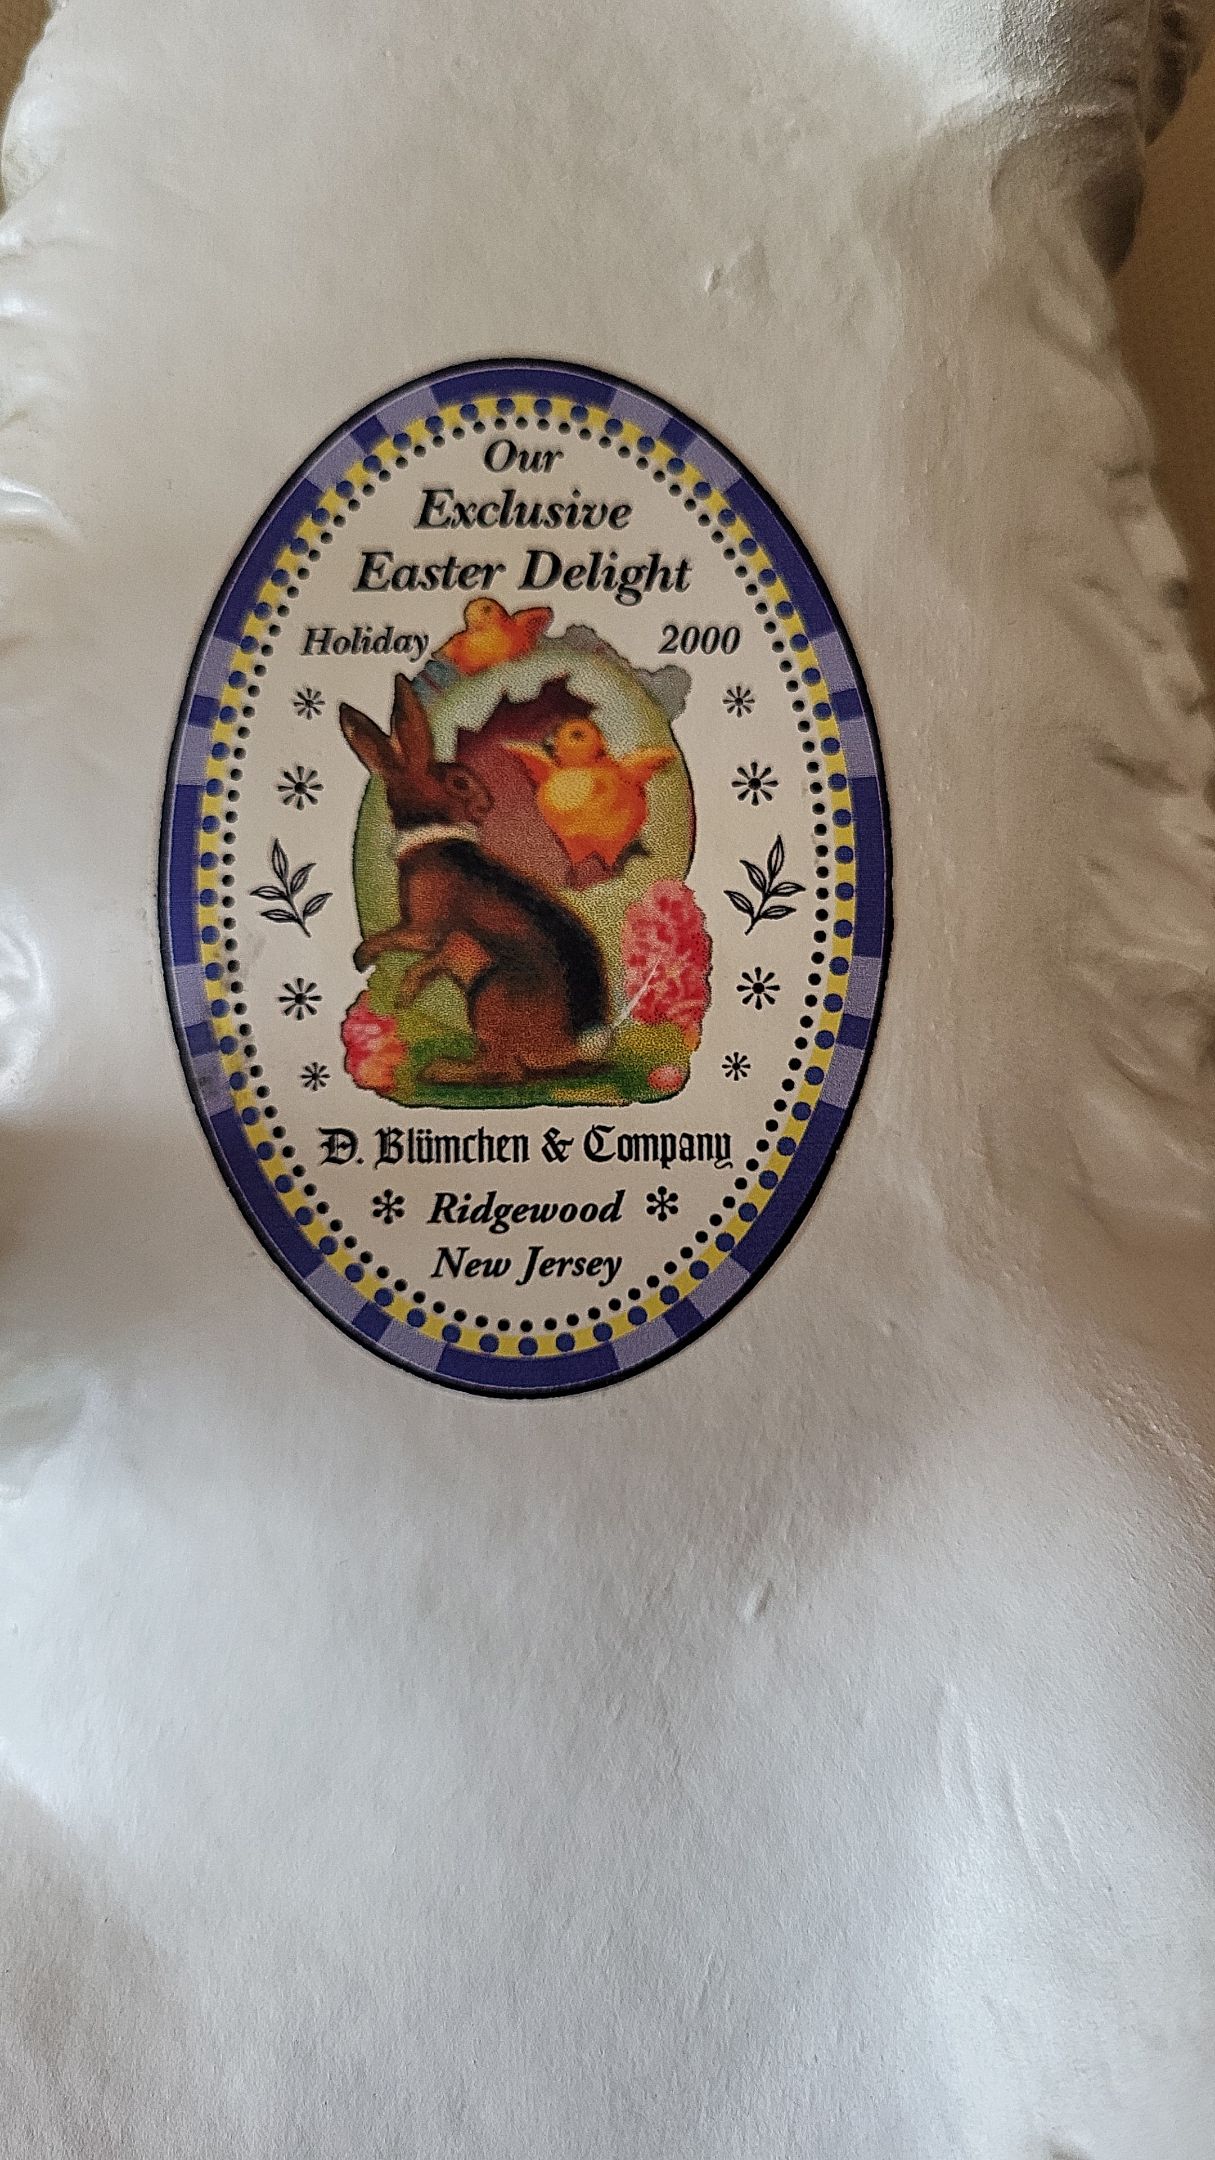 Our
Exclusive
Easter Delight
Holiday 2000
D. Blümchen & Company
Ridgewood
New Jersey